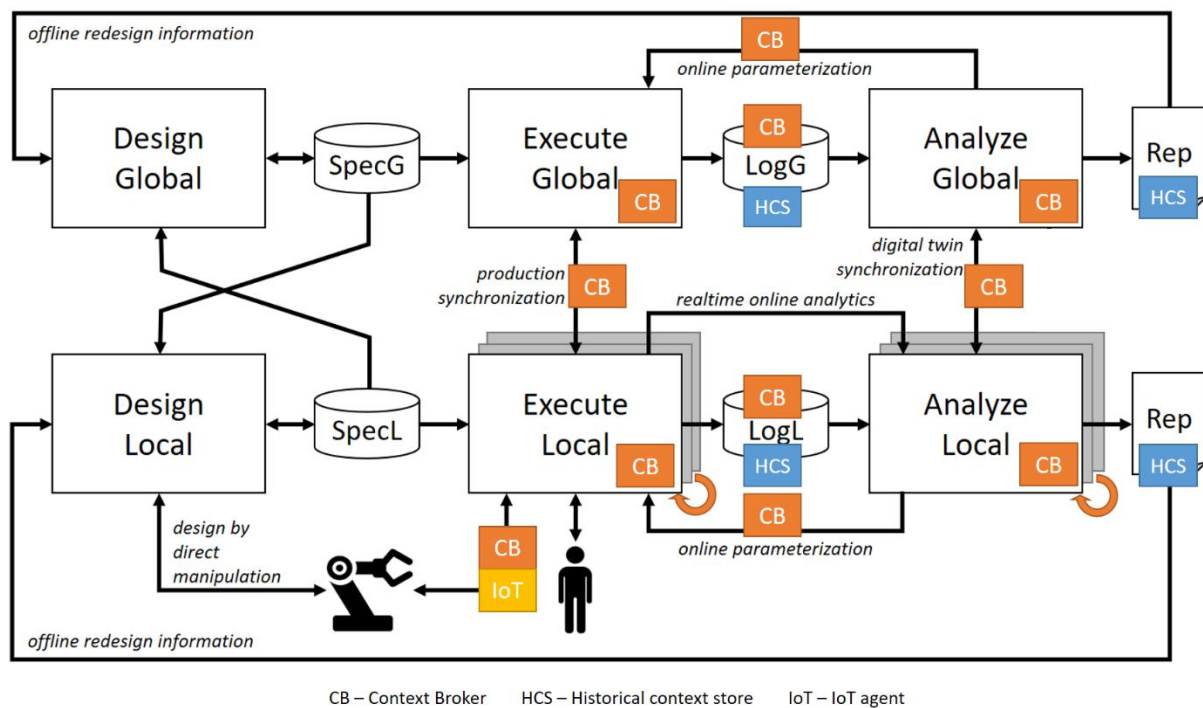 offline redesign information
CB
online parameterization
Design
Global
SpecG
Execute
Global
CB
CB
LogG
HCS
Analyze
Global
CB
Rep
HCS
production
synchronization
CB
digital twin
synchronization
CB
realtime online analytics
Design
Local
SpecL
Execute
Local
CB
CB
LogL
HCS
Analyze
Local
CB
Rep
HCS
design by
direct
manipulation
CB
IoT
CB
online parameterization
offline redesign information
CB – Context Broker HCS – Historical context store IoT – IoT agent